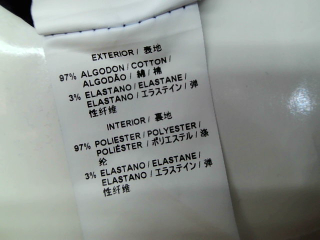 EXTERIOR / 表地
97% ALGODON / COTTON /
ALGODÃO / 綿 / 棉
3% ELASTANO / ELASTANE /
ELASTANO / エラステイン / 弹
性纤维
INTERIOR / 裏地
97% POLIESTER / POLYESTER /
POLIÉSTER / ポリエステル / 涤
纶
3% ELASTANO / ELASTANE /
ELASTANO / エラステイン / 弹
性纤维